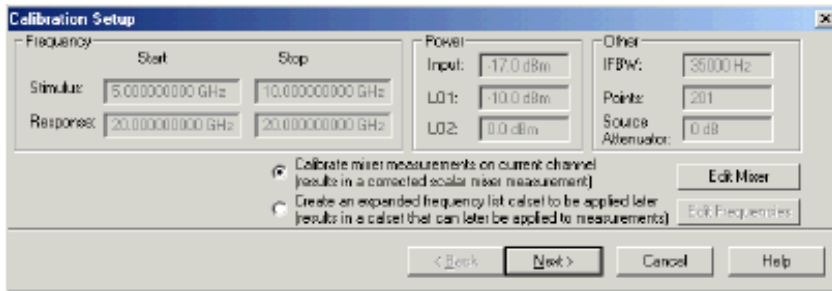 Calibration Setup
Frequency
Start Stop
Stimulus: 5.000000000 GHz 10.000000000 GHz
Response: 20.000000000 GHz 20.000000000 GHz
Power
Input: -17.0 dBm
LO1: -10.0 dBm
LO2: 0.0 dBm
Other
IFBW: 35000 Hz
Points: 201
Source Attenuator: 0 dB
Calibrate mixer measurements on current channel
(results in a corrected scalar mixer measurement)
Edit Mixer
Create an expanded frequency list calset to be applied later
(results in a calset that can later be applied to measurements)
Edit Frequencies
< Back Next > Cancel Help